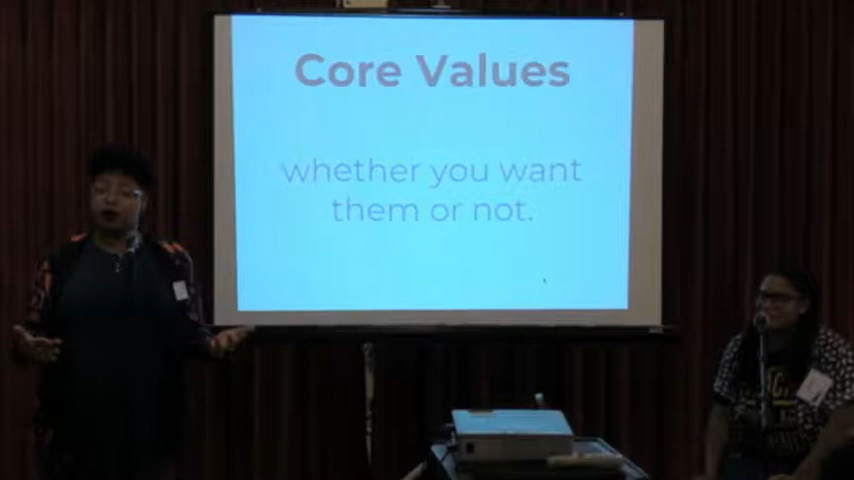 Core Values
whether you want
them or not.